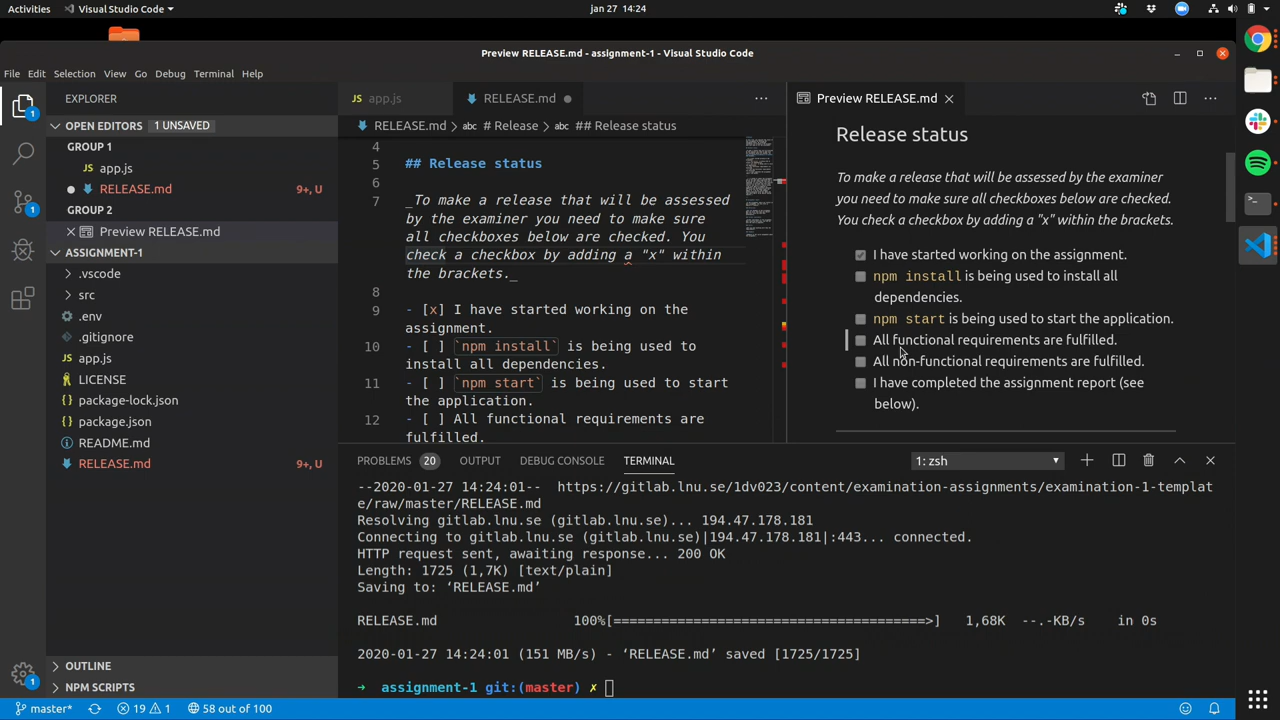 Activities
Visual Studio Code
jan 27 14:24
Preview RELEASE.md - assignment-1 - Visual Studio Code
File Edit Selection View Go Debug Terminal Help
EXPLORER
OPEN EDITORS 1 UNSAVED
GROUP 1
app.js
RELEASE.md 9+, U
GROUP 2
Preview RELEASE.md
ASSIGNMENT-1
.vscode
src
.env
.gitignore
app.js
LICENSE
package-lock.json
package.json
README.md
RELEASE.md 9+, U
OUTLINE
NPM SCRIPTS
app.js
RELEASE.md
RELEASE.md > # Release > ## Release status
4
5 ## Release status
6
7 _To make a release that will be assessed
by the examiner you need to make sure
all checkboxes below are checked. You
check a checkbox by adding a "x" within
the brackets._
8
9 - [x] I have started working on the
assignment.
10 - [ ] `npm install` is being used to
install all dependencies.
11 - [ ] `npm start` is being used to start
the application.
12 - [ ] All functional requirements are
fulfilled.
Preview RELEASE.md
Release status
To make a release that will be assessed by the examiner
you need to make sure all checkboxes below are checked.
You check a checkbox by adding a "x" within the brackets.
I have started working on the assignment.
npm install is being used to install all
dependencies.
npm start is being used to start the application.
All functional requirements are fulfilled.
All non-functional requirements are fulfilled.
I have completed the assignment report (see
below).
PROBLEMS 20 OUTPUT DEBUG CONSOLE TERMINAL
1: zsh
--2020-01-27 14:24:01-- https://gitlab.lnu.se/1dv023/content/examination-assignments/examination-1-templat
e/raw/master/RELEASE.md
Resolving gitlab.lnu.se (gitlab.lnu.se)... 194.47.178.181
Connecting to gitlab.lnu.se (gitlab.lnu.se)|194.47.178.181|:443... connected.
HTTP request sent, awaiting response... 200 OK
Length: 1725 (1,7K) [text/plain]
Saving to: ‘RELEASE.md’
RELEASE.md 100%[=====================================>] 1,68K --.-KB/s in 0s
2020-01-27 14:24:01 (151 MB/s) - ‘RELEASE.md’ saved [1725/1725]
➜ assignment-1 git:(master) ✗
master* 19 1 58 out of 100
1
1
1